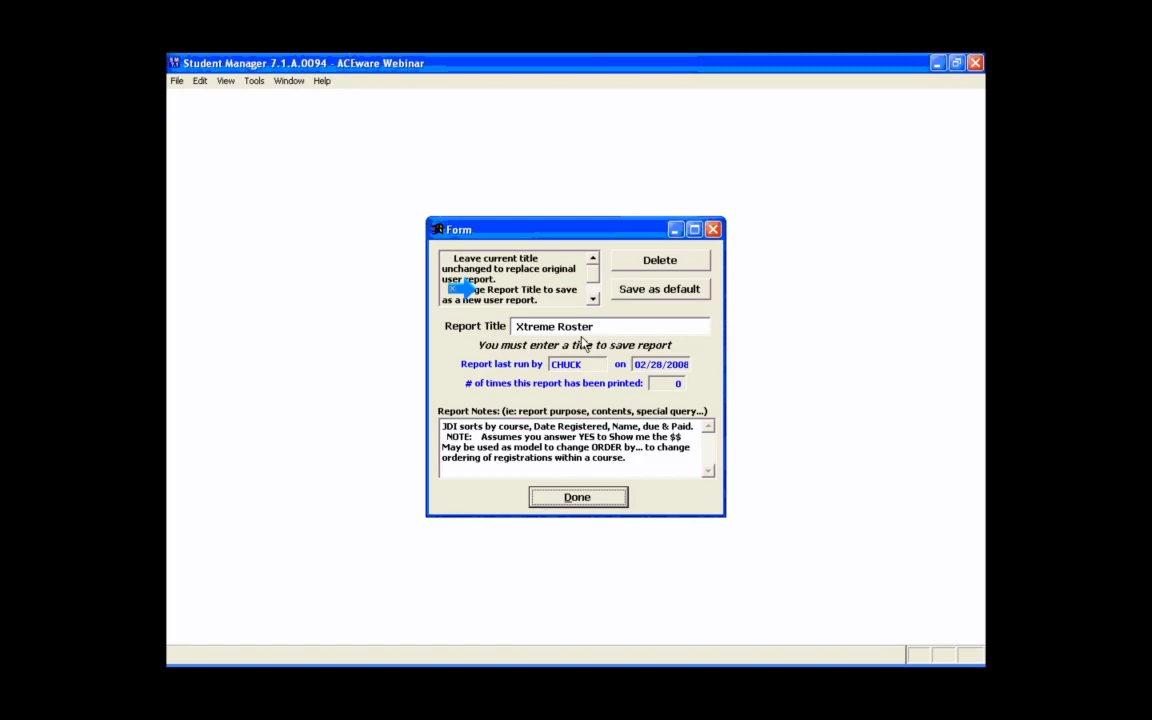 Student Manager 7.1.A.0094 - ACEware Webinar
File Edit View Tools Window Help
Form
Leave current title
unchanged to replace original
user report.
ge Report Title to save
as a new user report.
Delete
Save as default
Report Title Xtreme Roster
You must enter a title to save report
Report last run by CHUCK on 02/28/2008
# of times this report has been printed: 0
Report Notes: (ie: report purpose, contents, special query...)
JDI sorts by course, Date Registered, Name, due & Paid.
NOTE: Assumes you answer YES to Show me the $$
May be used as model to change ORDER by... to change
ordering of registrations within a course.
Done